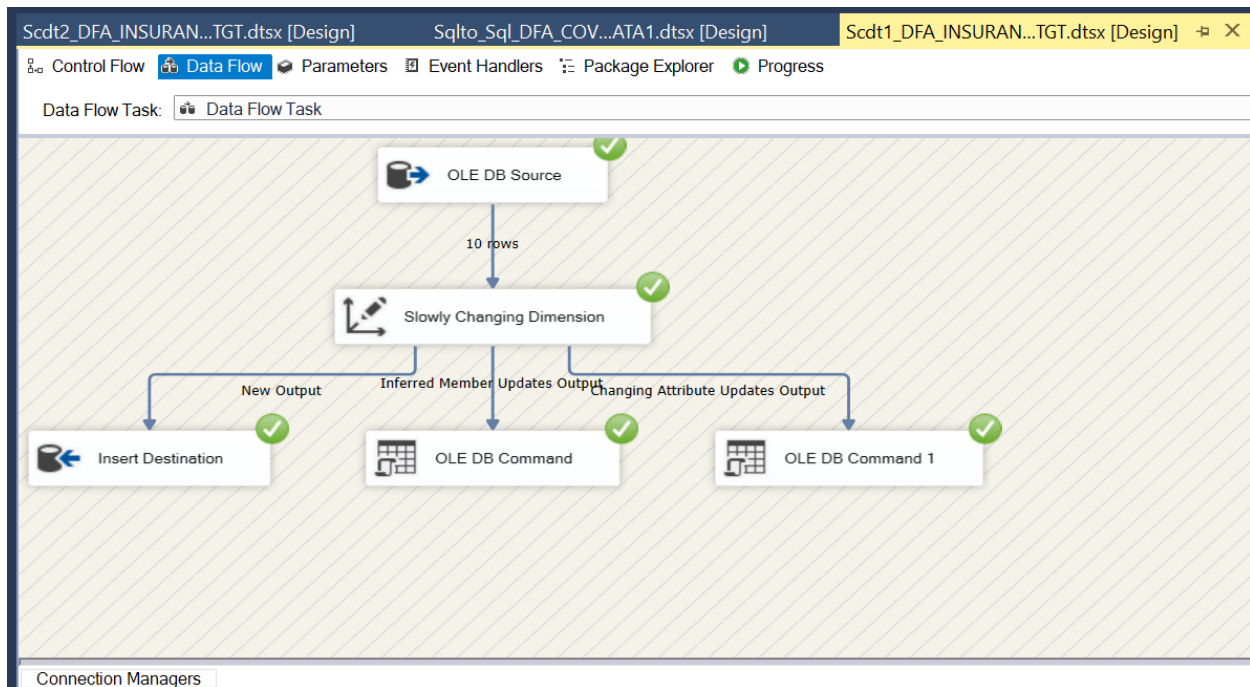 Scdt2_DFA_INSURAN...TGT.dtsx [Design] Sqlto_Sql_DFA_COV...ATA1.dtsx [Design] Scdt1_DFA_INSURAN...TGT.dtsx [Design]
Control Flow Data Flow Parameters Event Handlers Package Explorer Progress
Data Flow Task: Data Flow Task
OLE DB Source
10 rows
Slowly Changing Dimension
New Output Inferred Member Updates Output Changing Attribute Updates Output
Insert Destination OLE DB Command OLE DB Command 1
Connection Managers